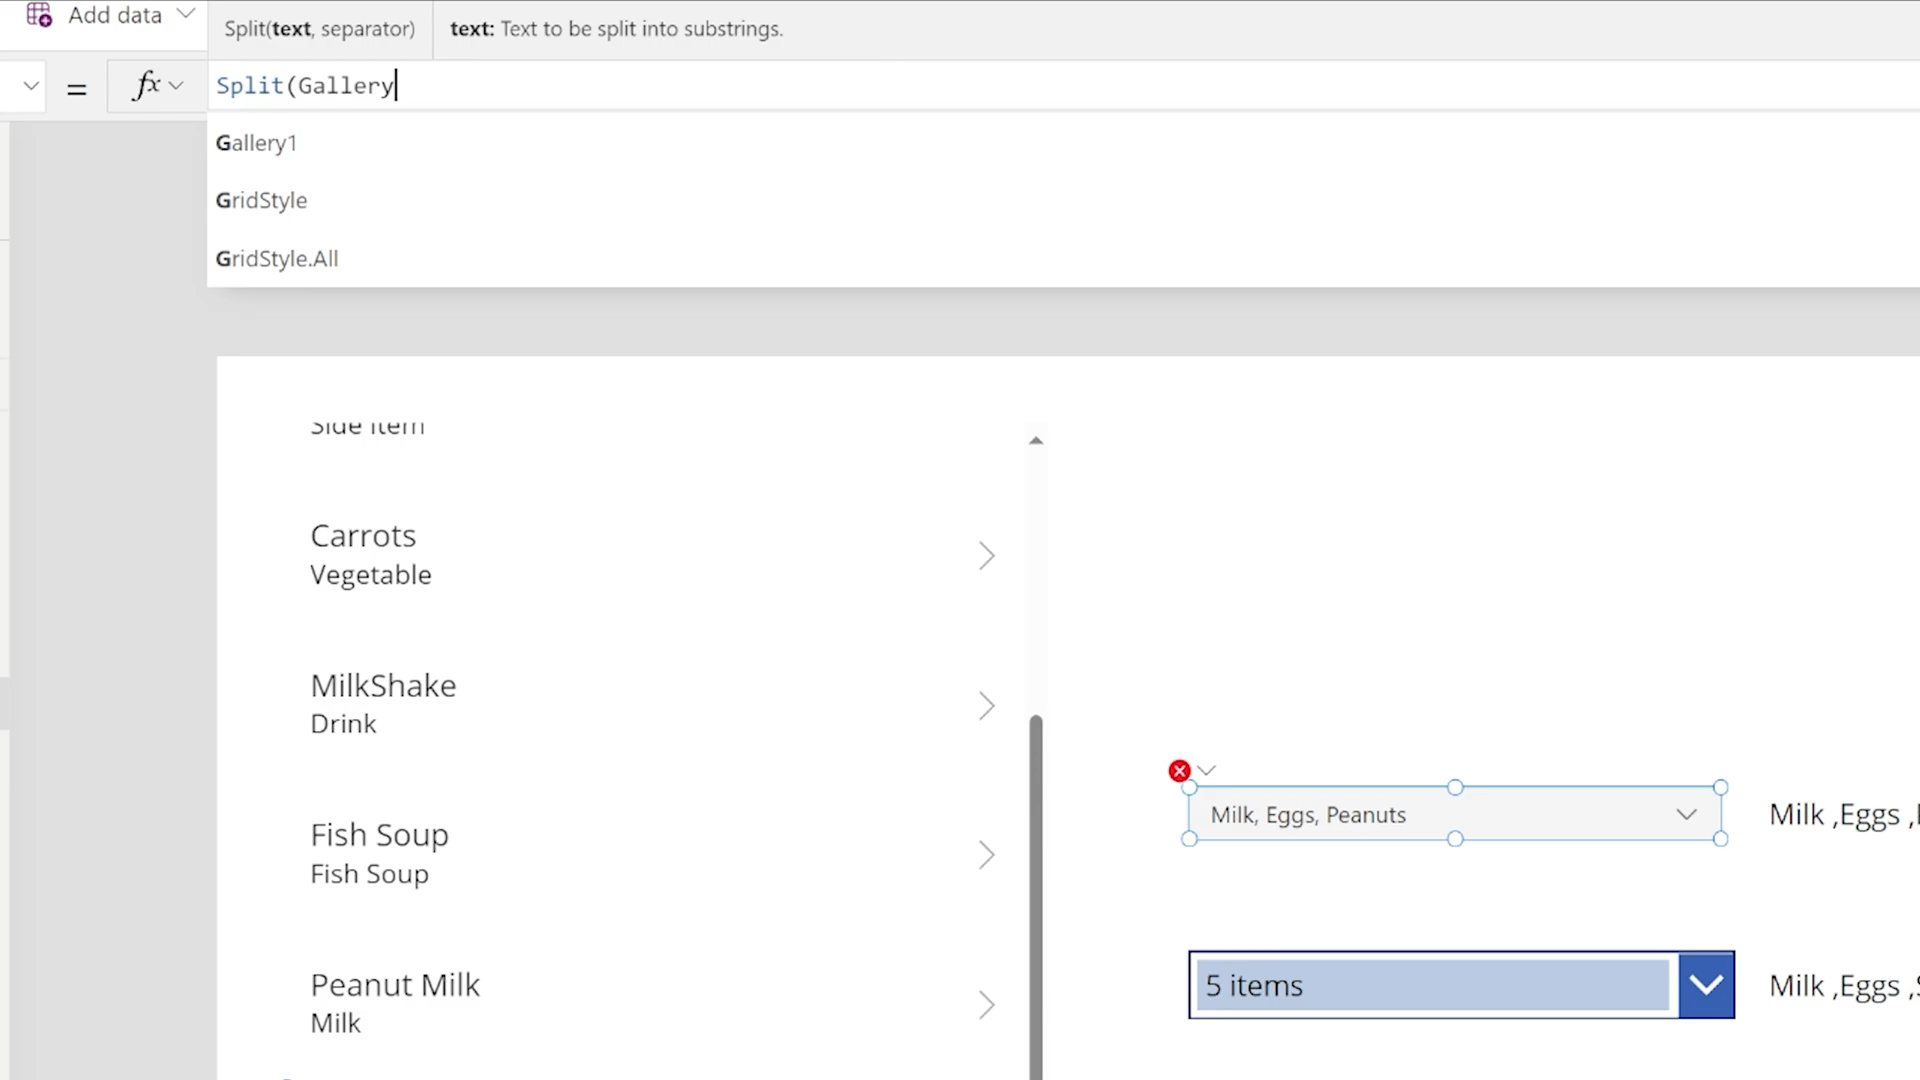 Add data
Split(text, separator)
text: Text to be split into substrings.
= fx
Split(Gallery
Gallery1
GridStyle
GridStyle.All
Side item
Carrots
Vegetable
MilkShake
Drink
Fish Soup
Fish Soup
Peanut Milk
Milk
Milk, Eggs, Peanuts
Milk ,Eggs ,
5 items
Milk ,Eggs ,